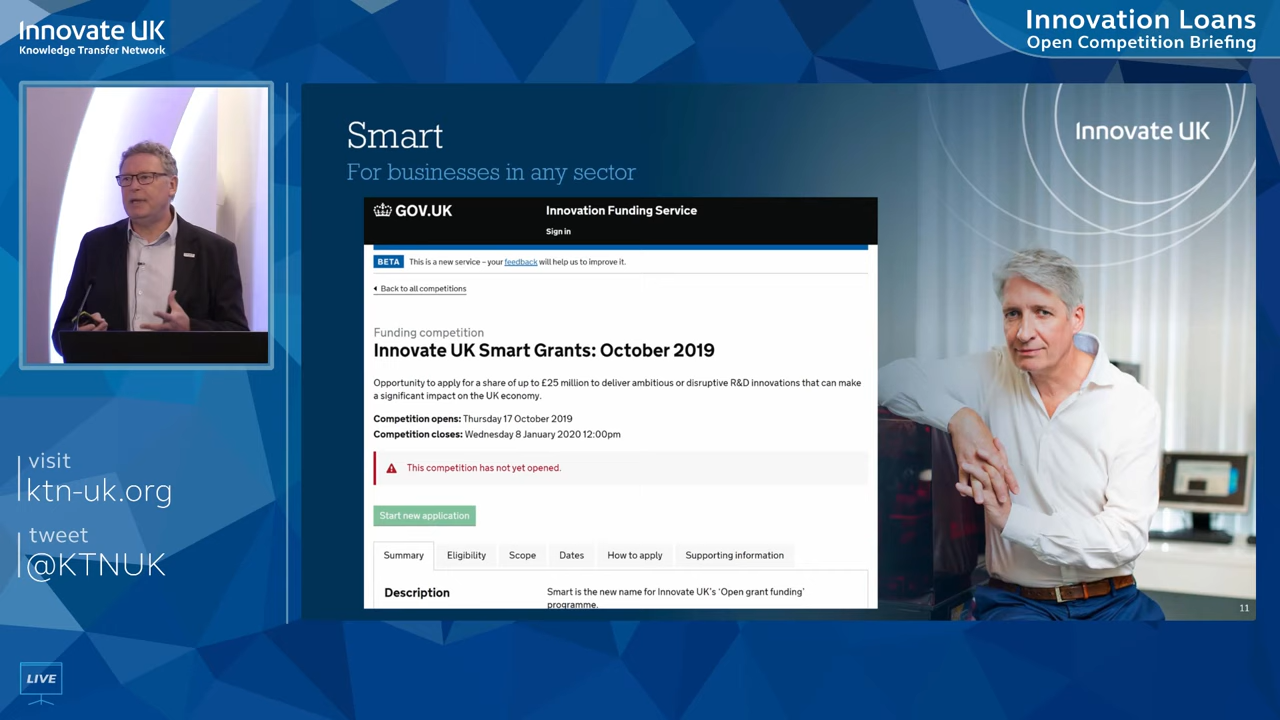 Innovate UK
Knowledge Transfer Network
Innovation Loans
Open Competition Briefing
Smart
For businesses in any sector
Innovate UK
GOV.UK
Innovation Funding Service
Sign in
BETA This is a new service – your feedback will help us to improve it.
Back to all competitions
Funding competition
Innovate UK Smart Grants: October 2019
Opportunity to apply for a share of up to £25 million to deliver ambitious or disruptive R&D innovations that can make
a significant impact on the UK economy.
Competition opens: Thursday 17 October 2019
Competition closes: Wednesday 8 January 2020 12:00pm
This competition has not yet opened.
Start new application
Summary Eligibility Scope Dates How to apply Supporting information
Description
Smart is the new name for Innovate UK's 'Open grant funding'
programme.
11
visit
ktn-uk.org
tweet
@KTNUK
LIVE